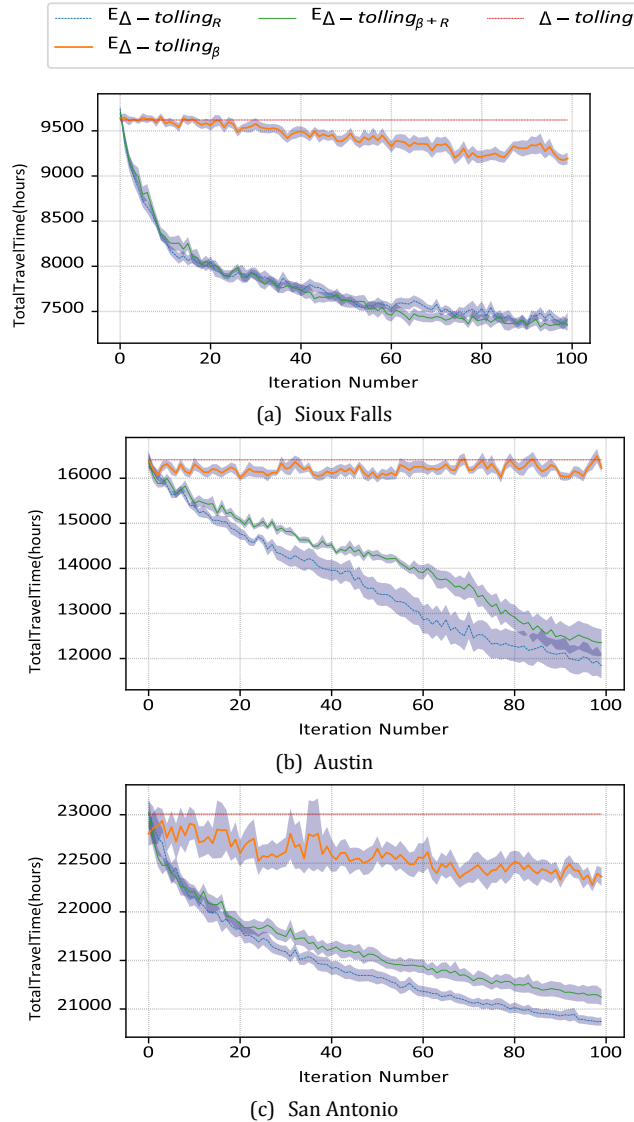 EΔ−tolling_R EΔ−tolling_β+R Δ−tolling
EΔ−tolling_β
9500
9000
8500
8000
7500
TotalTravelTime(hours)
0 20 40 60 80 100
Iteration Number
(a) Sioux Falls
16000
15000
14000
13000
12000
TotalTravelTime(hours)
0 20 40 60 80 100
Iteration Number
(b) Austin
23000
22500
22000
21500
21000
TotalTravelTime(hours)
0 20 40 60 80 100
Iteration Number
(c) San Antonio